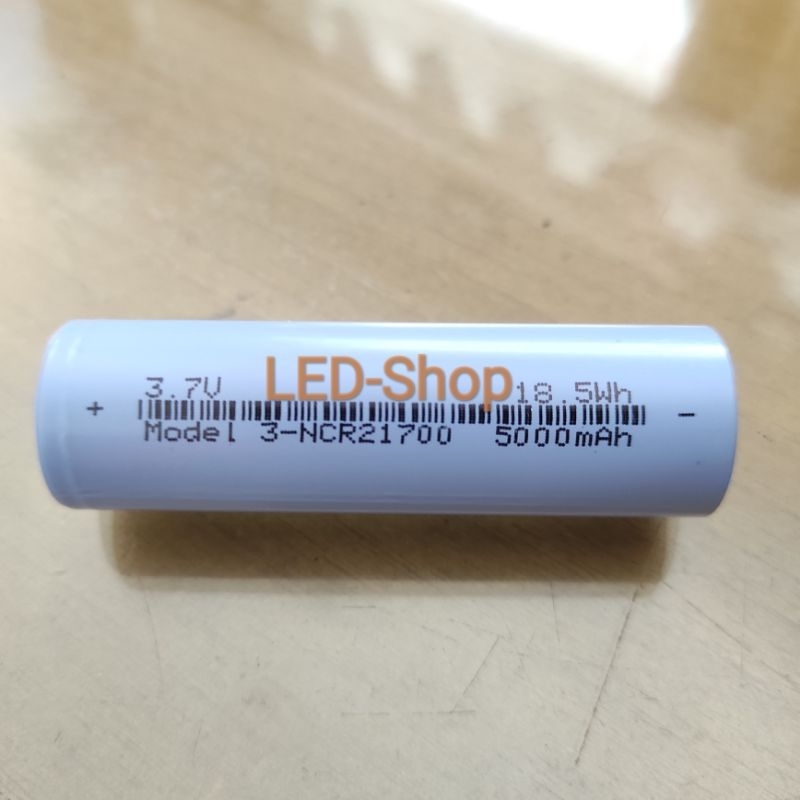 3.7V LED-Shop 18.5Wh
+ -
Model 3-NCR21700 5000mAh